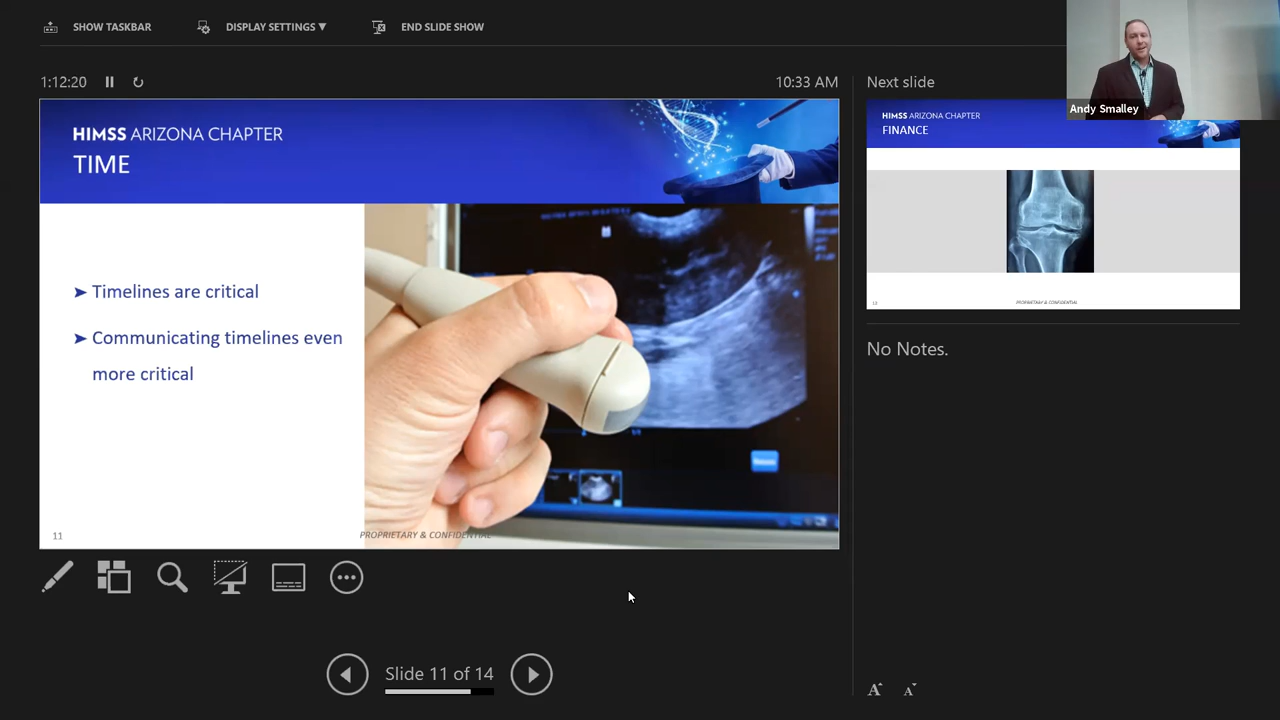 SHOW TASKBAR
DISPLAY SETTINGS ▼
END SLIDE SHOW
Andy Smalley
1:12:20
10:33 AM
Next slide
HIMSS ARIZONA CHAPTER
TIME
➤ Timelines are critical
➤ Communicating timelines even
more critical
11
PROPRIETARY & CONFIDENTIAL
HIMSS ARIZONA CHAPTER
FINANCE
PROPRIETARY & CONFIDENTIAL
No Notes.
Slide 11 of 14
A
A